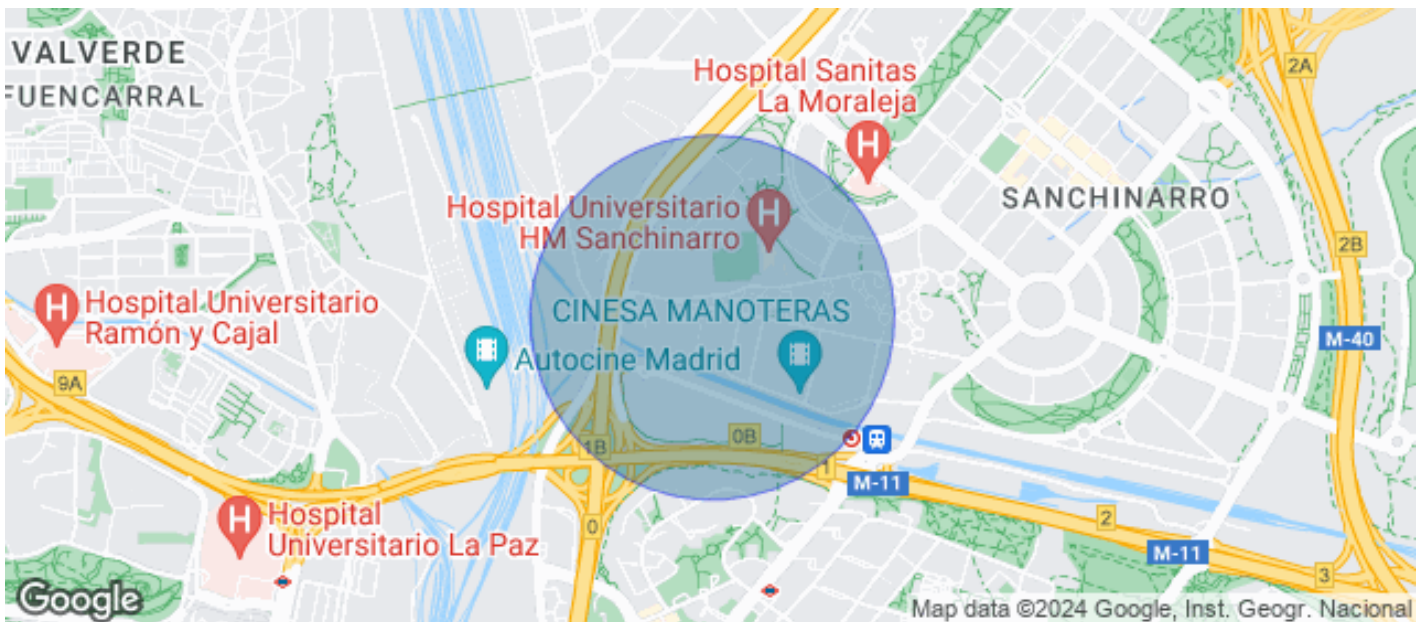 VALVERDE
FUENCARRAL
Hospital Sanitas
La Moraleja
2A
Hospital Universitario
HM Sanchinarro
SANCHINARRO
2B
Hospital Universitario
Ramón y Cajal
CINESA MANOTERAS
Autocine Madrid
M-40
9A
1B
0B
1
M-11
Hospital
Universitario La Paz
0
2
M-11
3
Google
Map data ©2024 Google, Inst. Geogr. Nacional